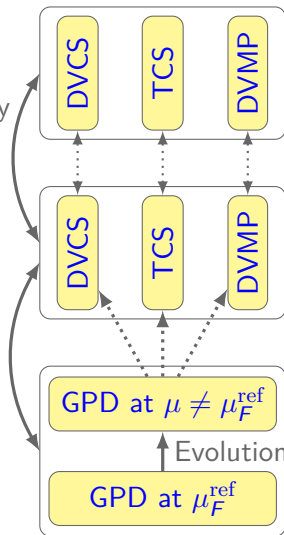 DVCS
TCS
DVMP
y
DVCS
TCS
DVMP
GPD at μ ≠ μ_F^ref
Evolution
GPD at μ_F^ref